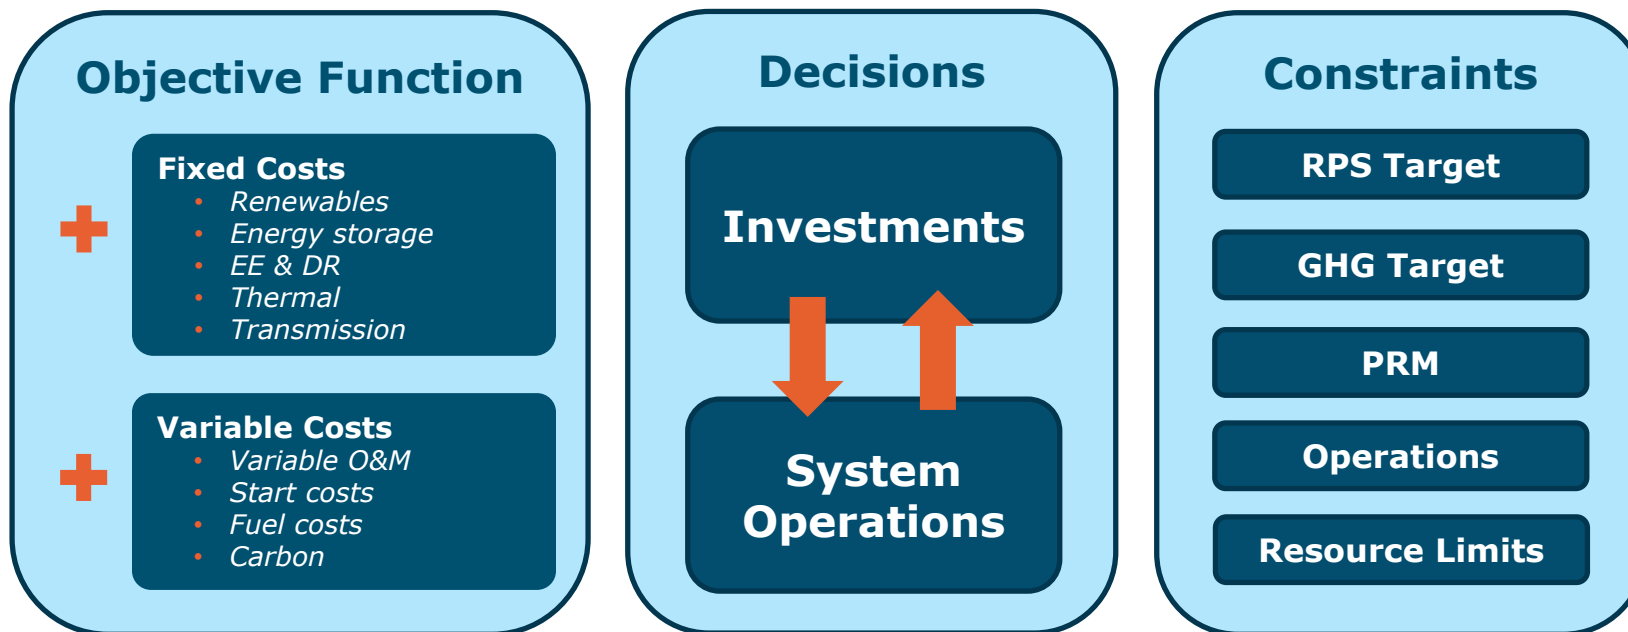 Objective Function
Fixed Costs
• Renewables
• Energy storage
• EE & DR
• Thermal
• Transmission
Variable Costs
• Variable O&M
• Start costs
• Fuel costs
• Carbon
Decisions
Investments
System
Operations
Constraints
RPS Target
GHG Target
PRM
Operations
Resource Limits